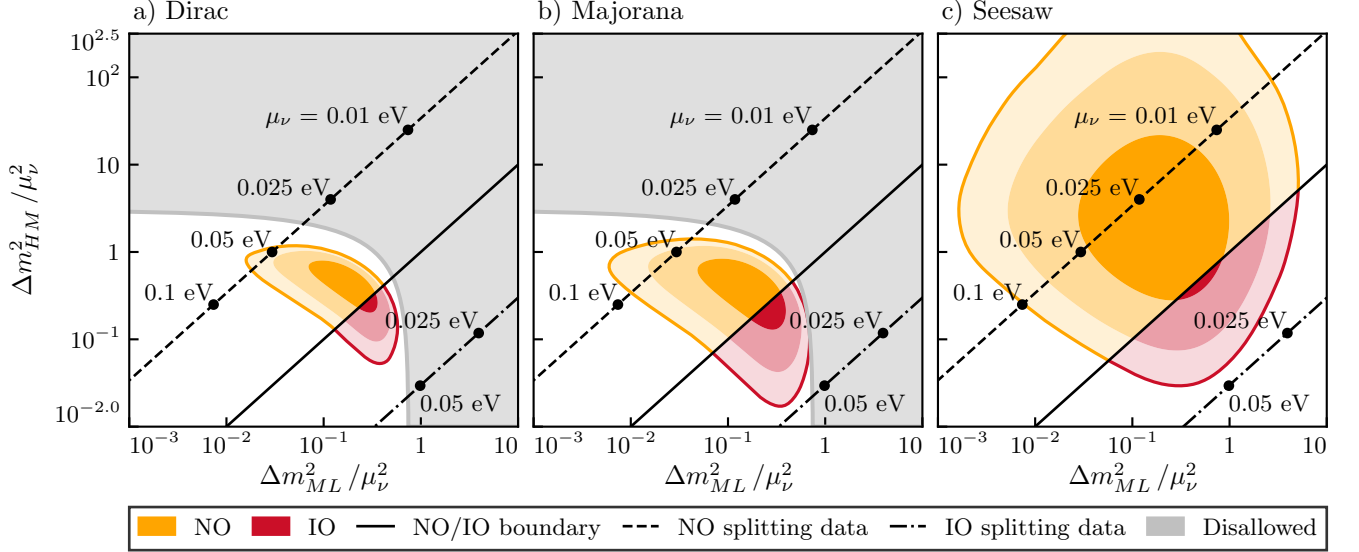 a) Dirac
b) Majorana
c) Seesaw
Δm²_HM/μ²_ν
10^2.5
10^2
10
1
10^−1
10^−2.0
μ_ν = 0.01 eV
0.025 eV
0.05 eV
0.1 eV
0.025 eV
0.05 eV
10^−3
10^−2
10^−1
1
10
Δm²_ML/μ²_ν
μ_ν = 0.01 eV
0.025 eV
0.05 eV
0.1 eV
0.025 eV
0.05 eV
10^−3
10^−2
10^−1
1
10
Δm²_ML/μ²_ν
μ_ν = 0.01 eV
0.025 eV
0.05 eV
0.1 eV
0.025 eV
0.05 eV
10^−3
10^−2
10^−1
1
10
Δm²_ML/μ²_ν
NO IO NO/IO boundary NO splitting data IO splitting data Disallowed